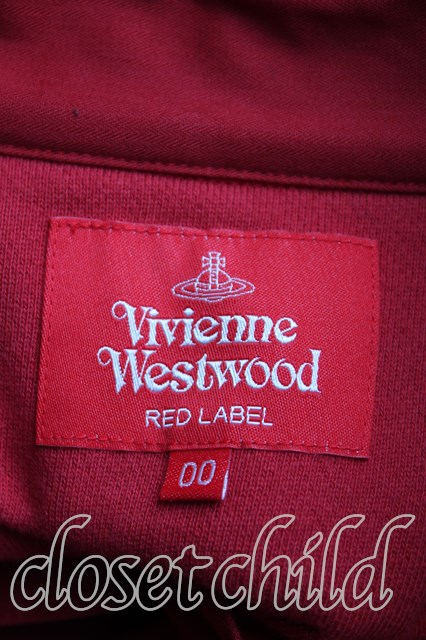 Vivienne
Westwood
RED LABEL
00
closet child